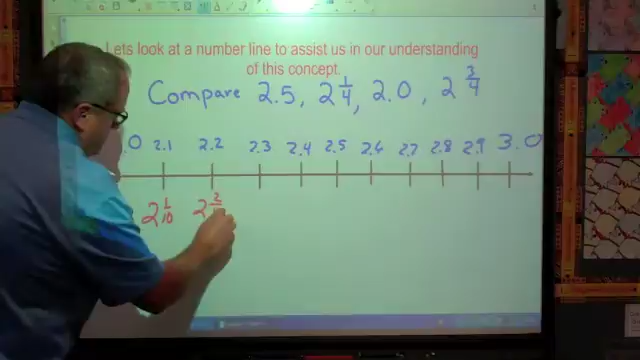 Lets look at a number line to assist us in our understanding
of this concept.
Compare 2.5, 2 1/4, 2.0, 2 3/4
.0 2.1 2.2 2.3 2.4 2.5 2.6 2.7 2.8 2.9 3.0
2 1/10 2 2/